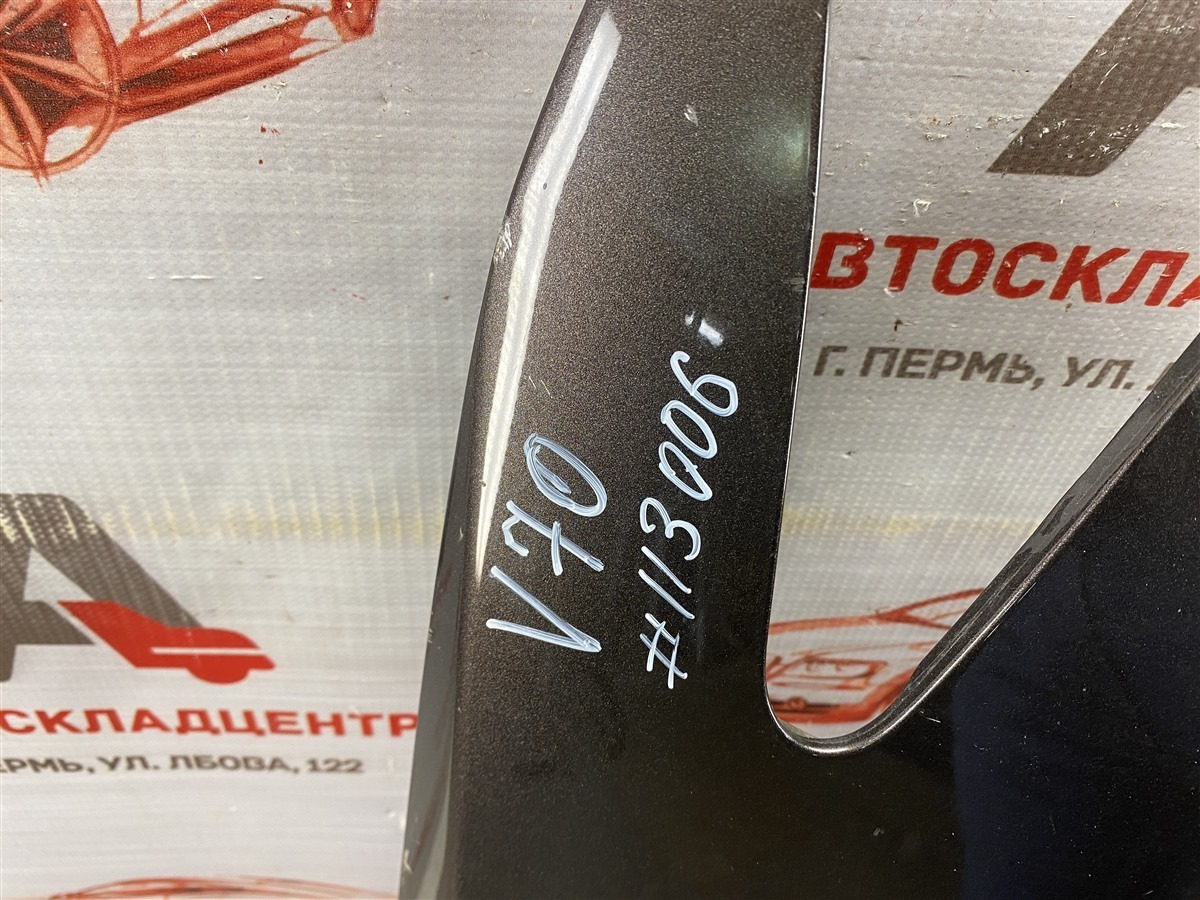 V70
#113006
ВТОСКЛА
Г. ПЕРМЬ, УЛ.
СКЛАДЦЕНТР
ЕРМЬ, УЛ. ЛБОВА, 122